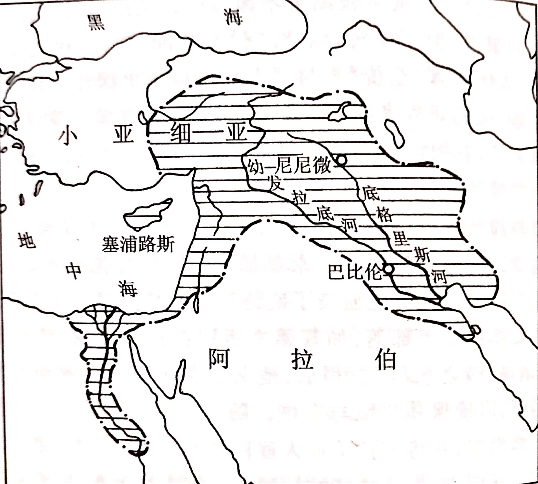 黑海
小亚细亚
尼尼微
幼发拉底河
底格里斯河
塞浦路斯
地中海
巴比伦
阿拉伯